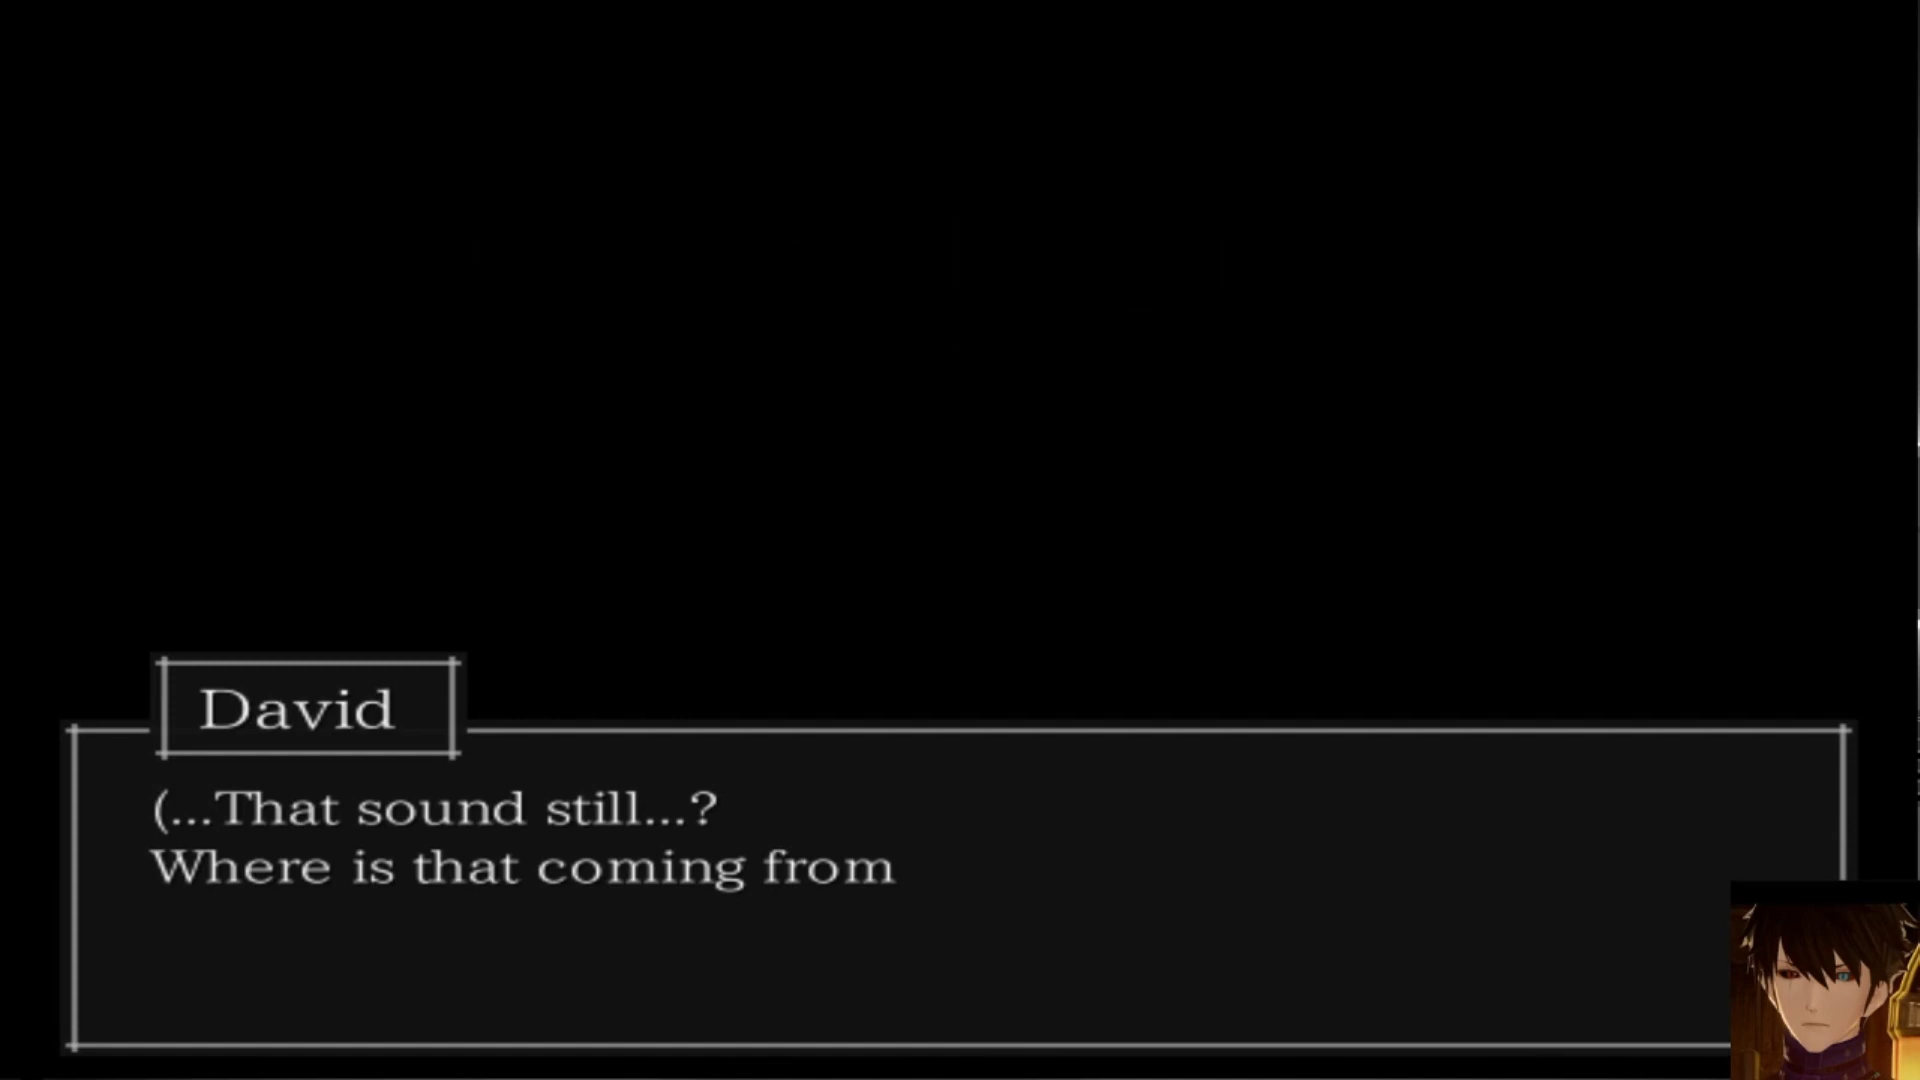 David
(...That sound still...?
Where is that coming from